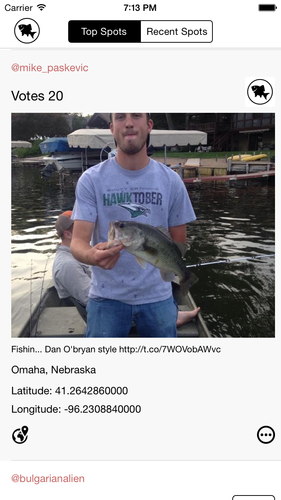 Carrier 7:13 PM
Top Spots Recent Spots
@mike_paskevic
Votes 20
HAWKTOBER
Fishin... Dan O'bryan style http://t.co/7WOVobAWvc
Omaha, Nebraska
Latitude: 41.2642860000
Longitude: -96.2308840000
@bulgarianalien